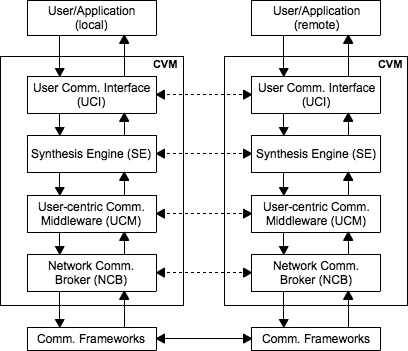 User/Application
(local)
User/Application
(remote)
CVM
CVM
User Comm. Interface
(UCI)
User Comm. Interface
(UCI)
Synthesis Engine (SE)
Synthesis Engine (SE)
User-centric Comm.
Middleware (UCM)
User-centric Comm.
Middleware (UCM)
Network Comm.
Broker (NCB)
Network Comm.
Broker (NCB)
Comm. Frameworks
Comm. Frameworks